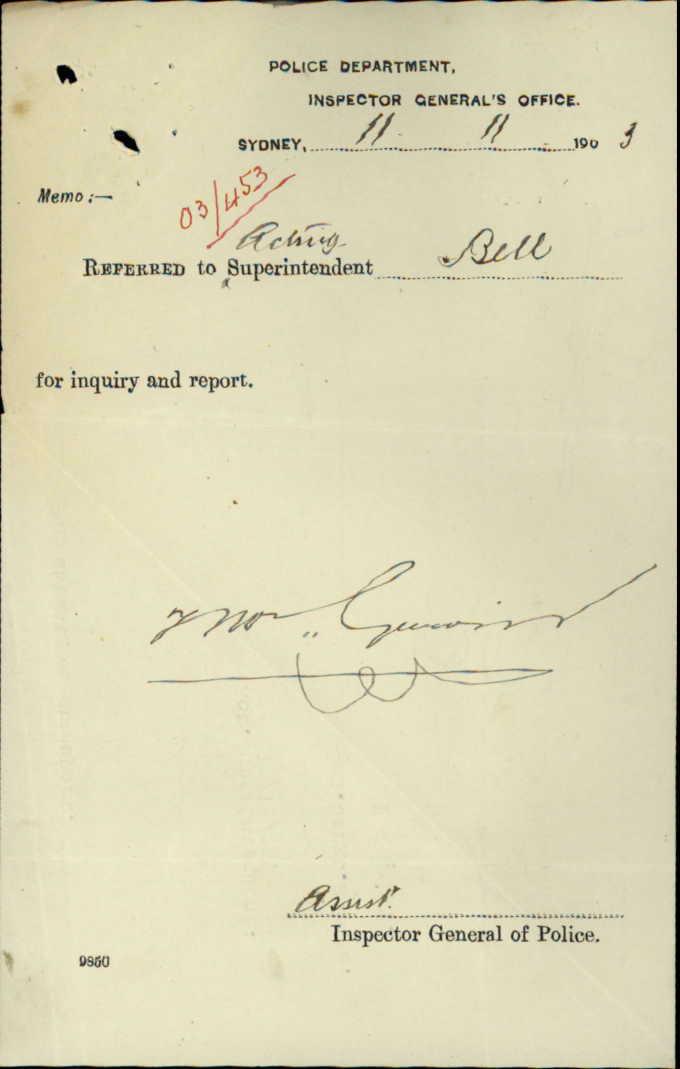 POLICE DEPARTMENT,
INSPECTOR GENERAL'S OFFICE.
SYDNEY, 11 11 1903
Memo :—
03/453
Acting
REFERRED to Superintendent Bell
for inquiry and report.
Asst.
Inspector General of Police.
9850